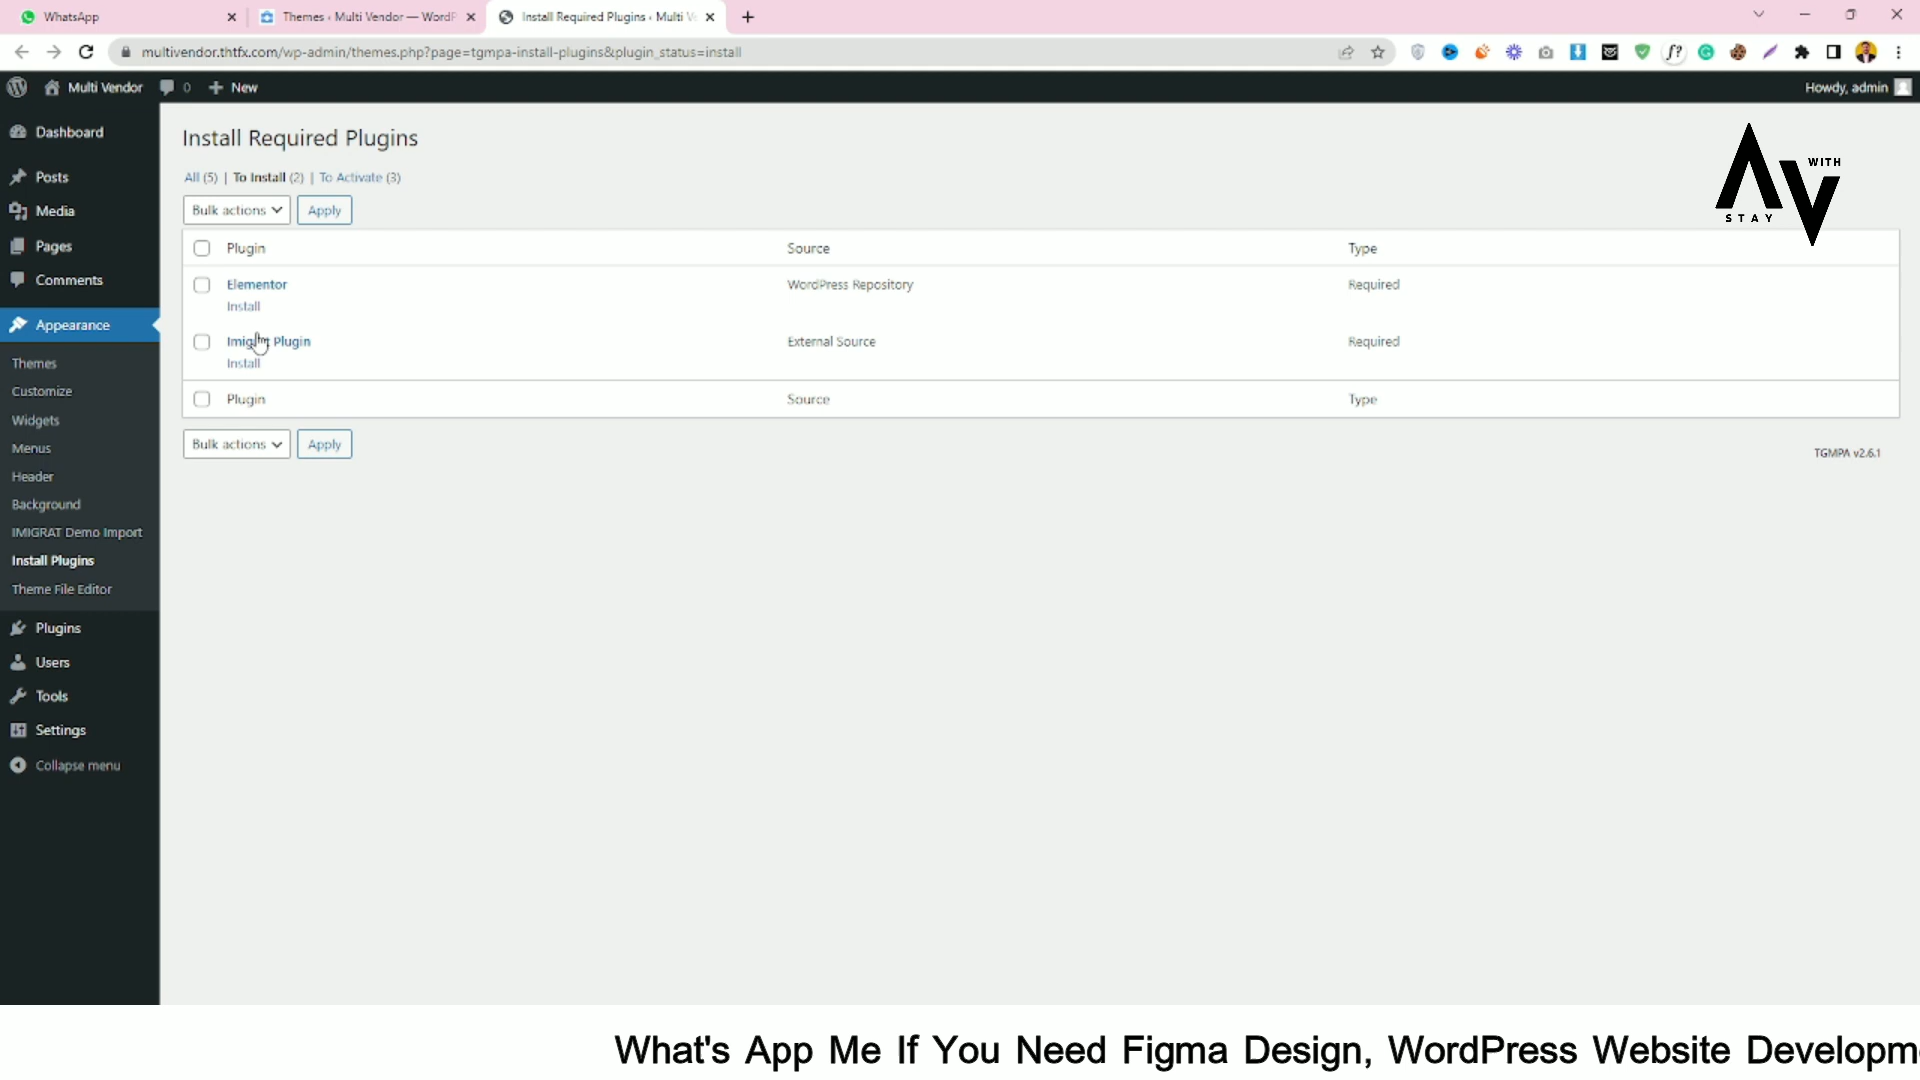 WhatsApp
Themes ‹ Multi Vendor — WordP
Install Required Plugins ‹ Multi V
multivendor.thtfx.com/wp-admin/themes.php?page=tgmpa-install-plugins&plugin_status=install
Multi Vendor
0
New
Howdy, admin
Dashboard
Posts
Media
Pages
Comments
Appearance
Themes
Customize
Widgets
Menus
Header
Background
IMIGRAT Demo Import
Install Plugins
Theme File Editor
Plugins
Users
Tools
Settings
Collapse menu
Install Required Plugins
All (5) | To Install (2) | To Activate (3)
Bulk actions Apply
Plugin Source Type
Elementor WordPress Repository Required
Install
Plugin External Source Required
Install
Plugin Source Type
Bulk actions Apply
TGMPA v2.6.1
WITH
STAY
What's App Me If You Need Figma Design, WordPress Website Developm